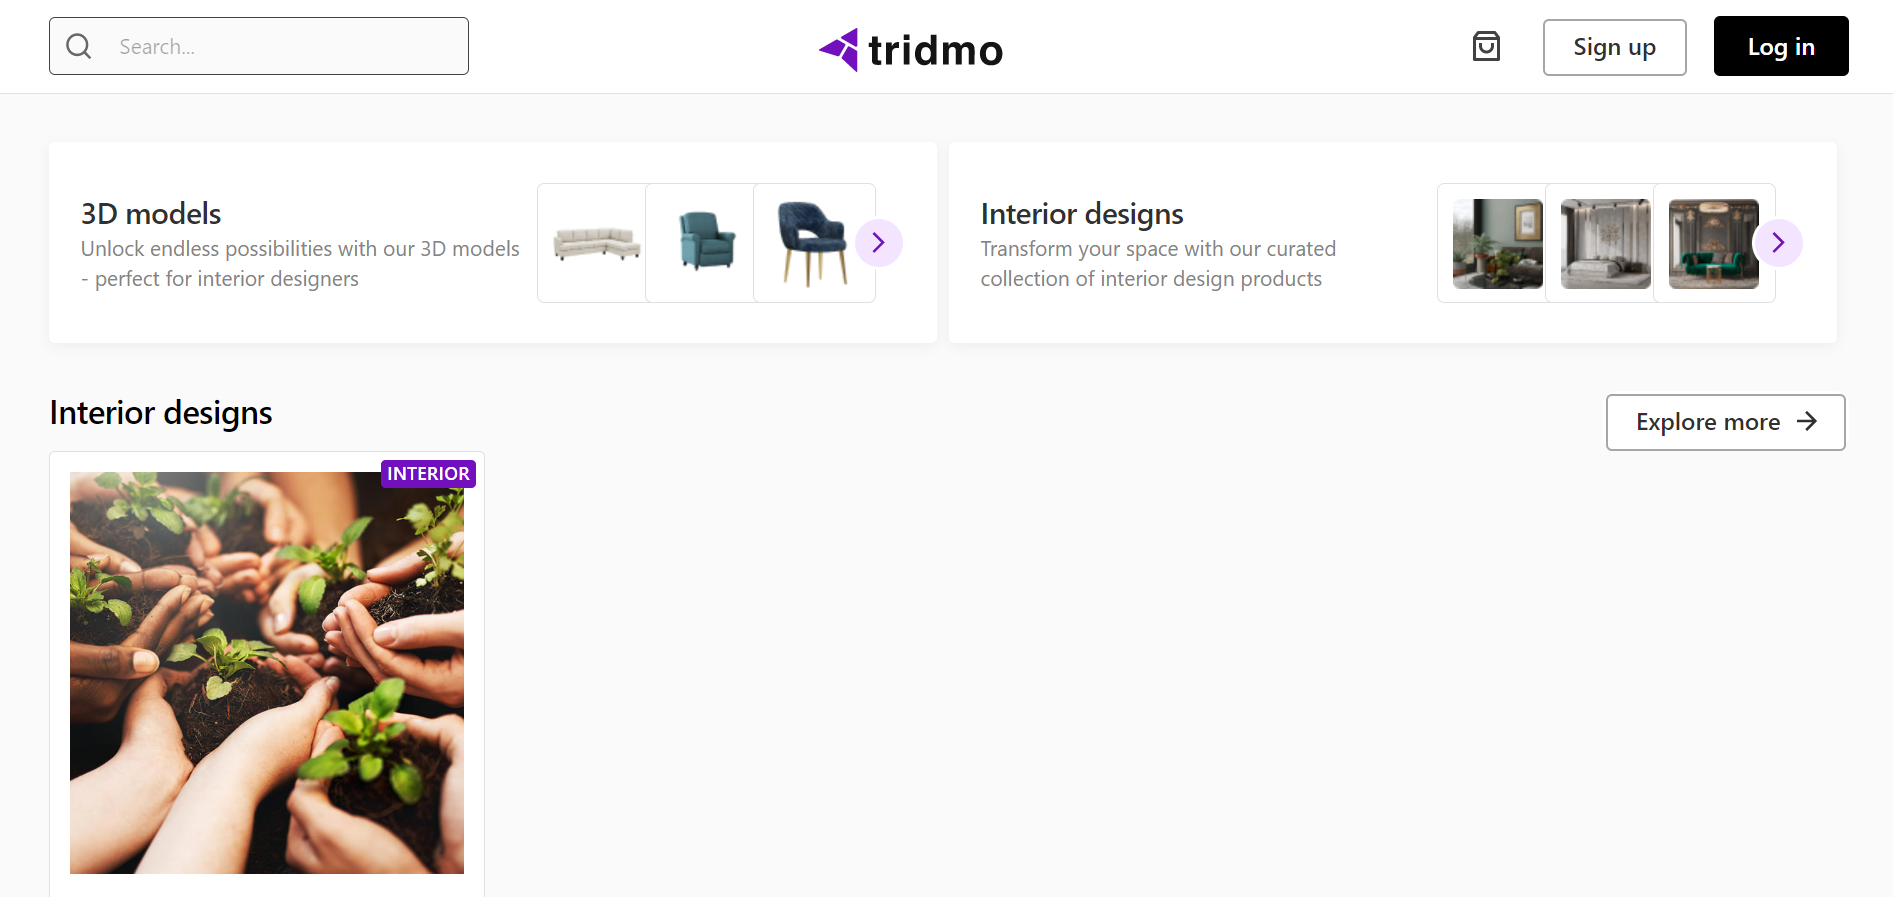 Search...
tridmo
Sign up
Log in
3D models
Unlock endless possibilities with our 3D models
- perfect for interior designers
Interior designs
Transform your space with our curated
collection of interior design products
Interior designs
Explore more
INTERIOR